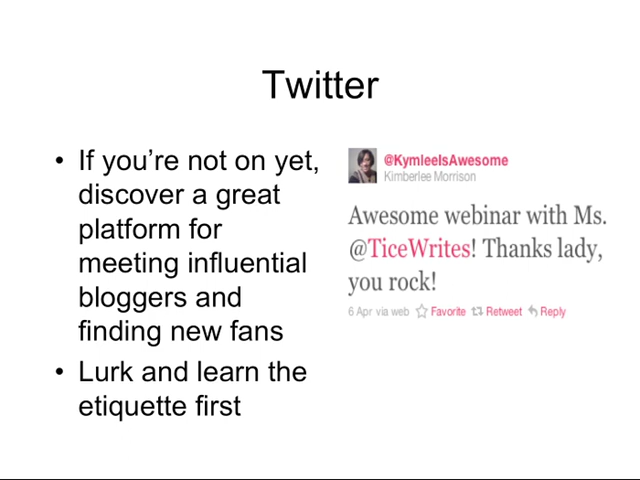 Twitter
• If you're not on yet,
discover a great
platform for
meeting influential
bloggers and
finding new fans
• Lurk and learn the
etiquette first
@KymleeIsAwesome
Kimberlee Morrison
Awesome webinar with Ms.
@TiceWrites! Thanks lady,
you rock!
6 Apr via web Favorite Retweet Reply